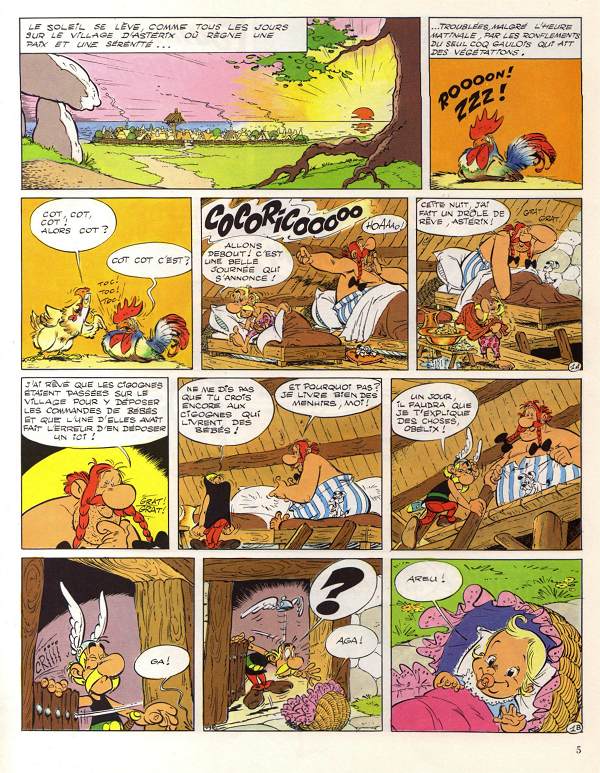 LE SOLEIL SE LÈVE, COMME TOUS LES JOURS
SUR LE VILLAGE D'ASTÉRIX OÙ RÈGNE UNE
PAIX ET UNE SÉRÉNITÉ...
...TROUBLÉES, MALGRÉ L'HEURE
MATINALE, PAR LES RONFLEMENTS
DU SEUL COQ GAULOIS QUI AIT
DES VÉGÉTATIONS.
ROOOON!
ZZZ!
COT, COT,
COT!
ALORS COT?
COT COT C'EST?
TOC!
TOC!
TOC!
COCORICOOOOO
ALLONS
DEBOUT! C'EST
UNE BELLE
JOURNÉE QUI
S'ANNONCE!
HOAAAO!
CETTE NUIT, J'AI
FAIT UN DRÔLE DE
RÊVE, ASTÉRIX!
GRAT!
GRAT!
1A
J'AI RÊVÉ QUE LES CIGOGNES
ÉTAIENT PASSÉES SUR LE
VILLAGE POUR Y DÉPOSER
LES COMMANDES DE BÉBÉS
ET QUE L'UNE D'ELLES AVAIT
FAIT L'ERREUR D'EN DÉPOSER
UN ICI!
GRAT!
GRAT!
NE ME DIS PAS
QUE TU CROIS
ENCORE AUX
CIGOGNES QUI
LIVRENT DES
BÉBÉS!
ET POURQUOI PAS?
JE LIVRE BIEN DES
MENHIRS, MOI!
UN JOUR,
IL FAUDRA QUE
JE T'EXPLIQUE
DES CHOSES,
OBÉLIX!
CRIIII
GA!
?
AGA!
AREU!
1B
5